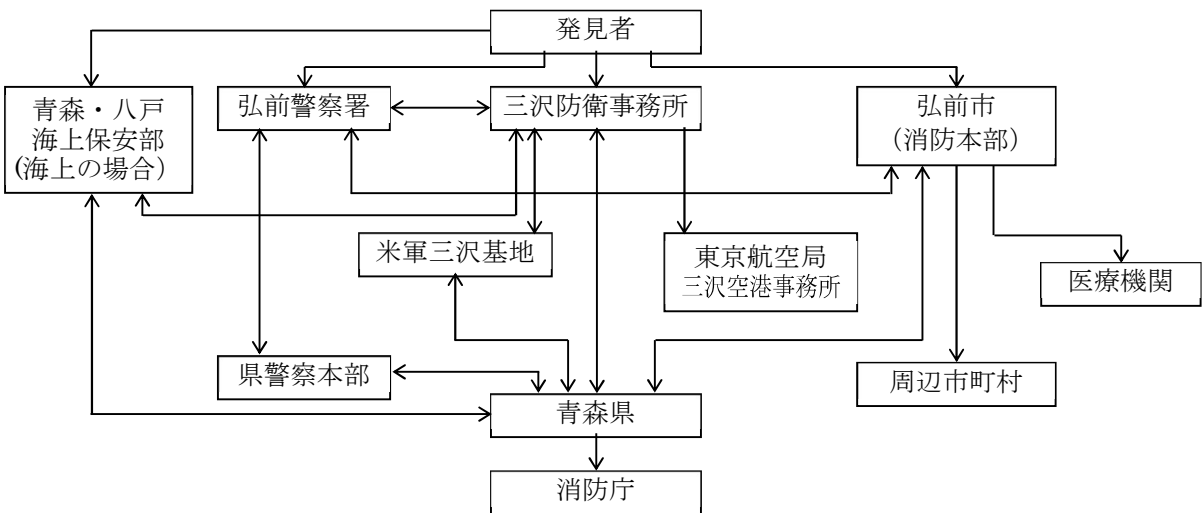 発見者
青森・八戸
海上保安部
(海上の場合)
弘前警察署
三沢防衛事務所
弘前市
(消防本部)
米軍三沢基地
東京航空局
三沢空港事務所
医療機関
県警察本部
周辺市町村
青森県
消防庁